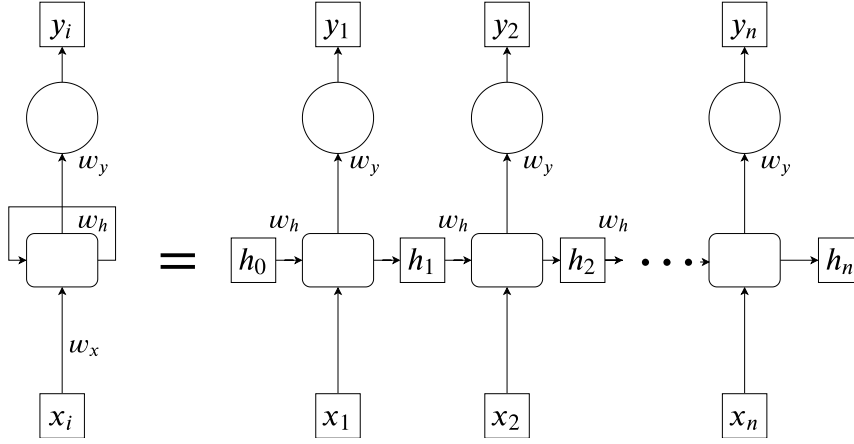 y_i y_1 y_2 y_n
w_y w_y w_y w_y
w_h w_h w_h w_h
= h_0 h_1 h_2 ···· h_n
w_x
x_i x_1 x_2 x_n